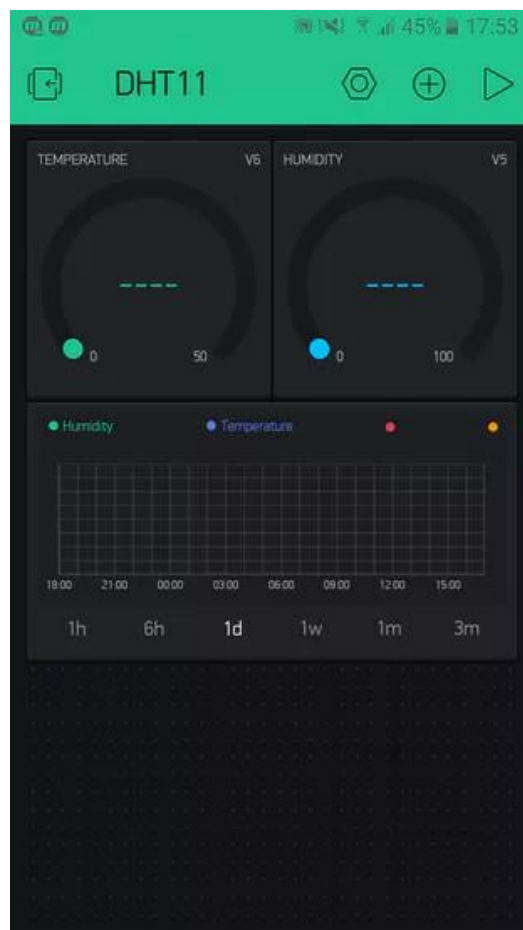 45% 17:53
DHT11
TEMPERATURE V6 HUMIDITY V5
---- ----
0 50 0 100
Humidity Temperature
18:00 21:00 00:00 03:00 06:00 09:00 12:00 15:00
1h 6h 1d 1w 1m 3m